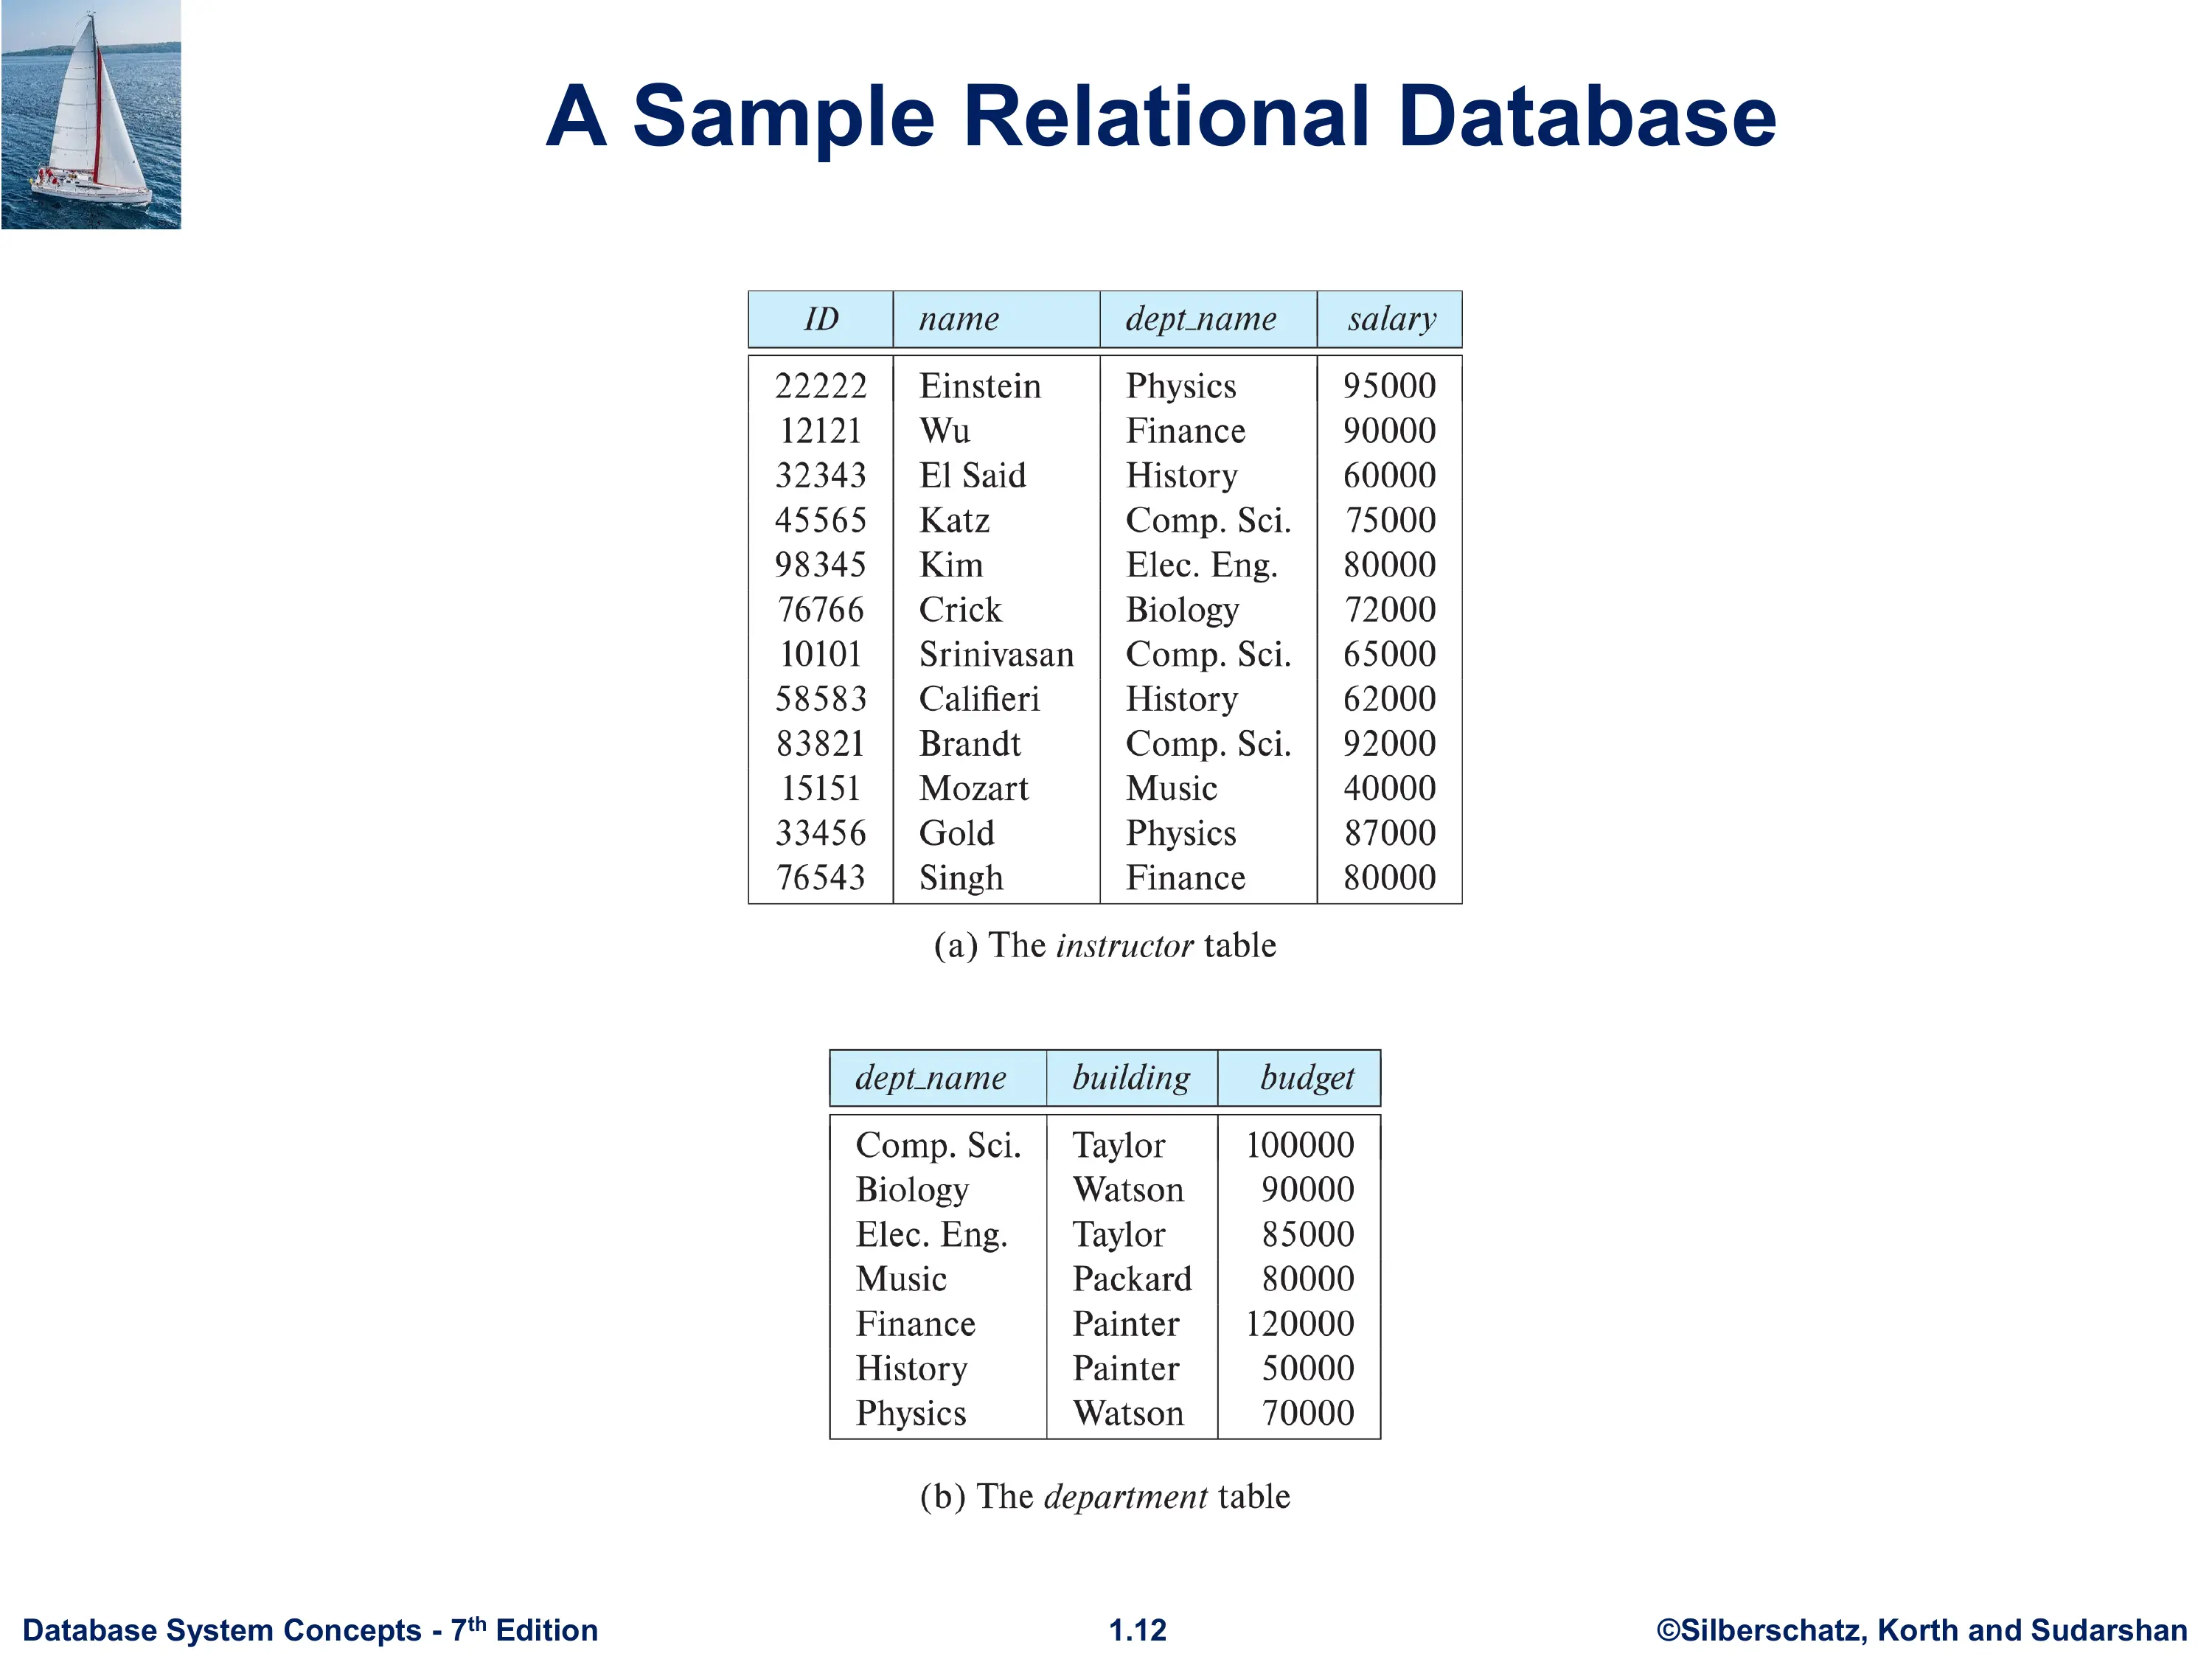 A Sample Relational Database
ID name dept_name salary
22222 Einstein Physics 95000
12121 Wu Finance 90000
32343 El Said History 60000
45565 Katz Comp. Sci. 75000
98345 Kim Elec. Eng. 80000
76766 Crick Biology 72000
10101 Srinivasan Comp. Sci. 65000
58583 Califieri History 62000
83821 Brandt Comp. Sci. 92000
15151 Mozart Music 40000
33456 Gold Physics 87000
76543 Singh Finance 80000
(a) The instructor table
dept_name building budget
Comp. Sci. Taylor 100000
Biology Watson 90000
Elec. Eng. Taylor 85000
Music Packard 80000
Finance Painter 120000
History Painter 50000
Physics Watson 70000
(b) The department table
Database System Concepts - 7th Edition 1.12 ©Silberschatz, Korth and Sudarshan